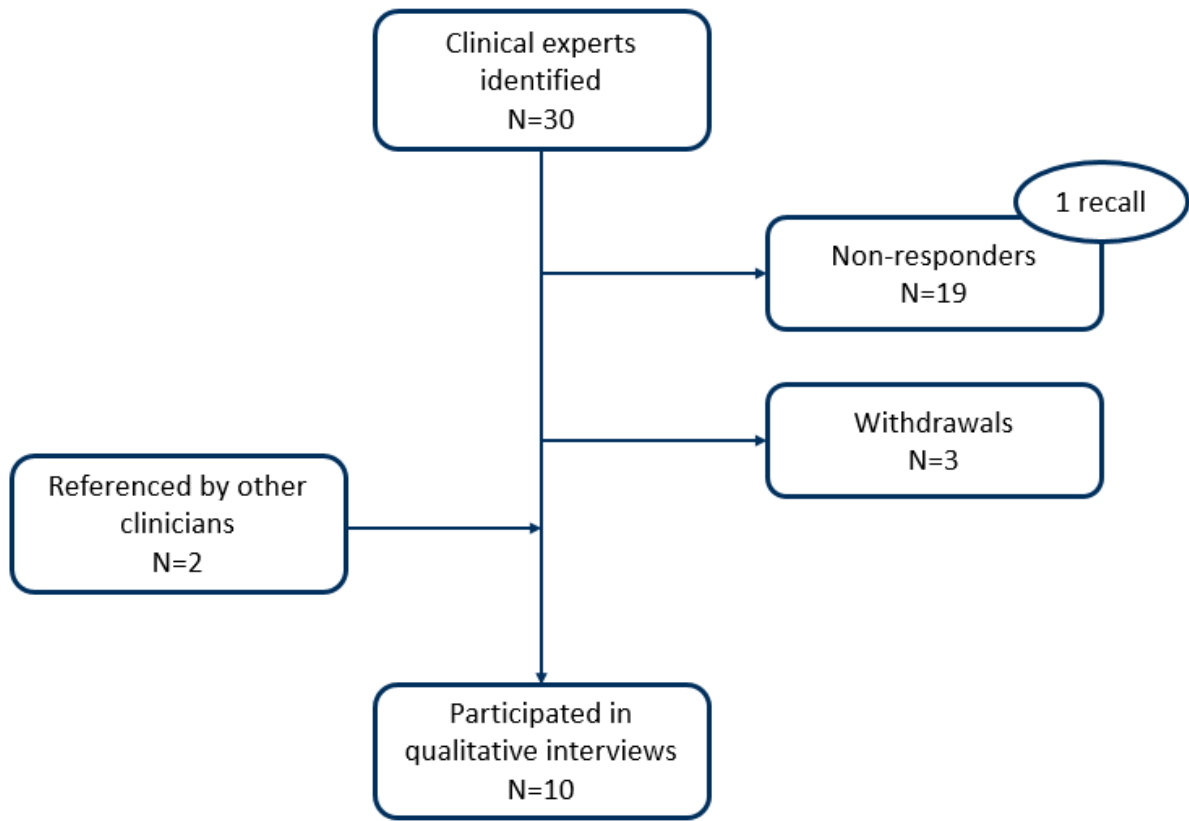 Clinical experts
identified
N=30
1 recall
Non-responders
N=19
Withdrawals
N=3
Referenced by other
clinicians
N=2
Participated in
qualitative interviews
N=10